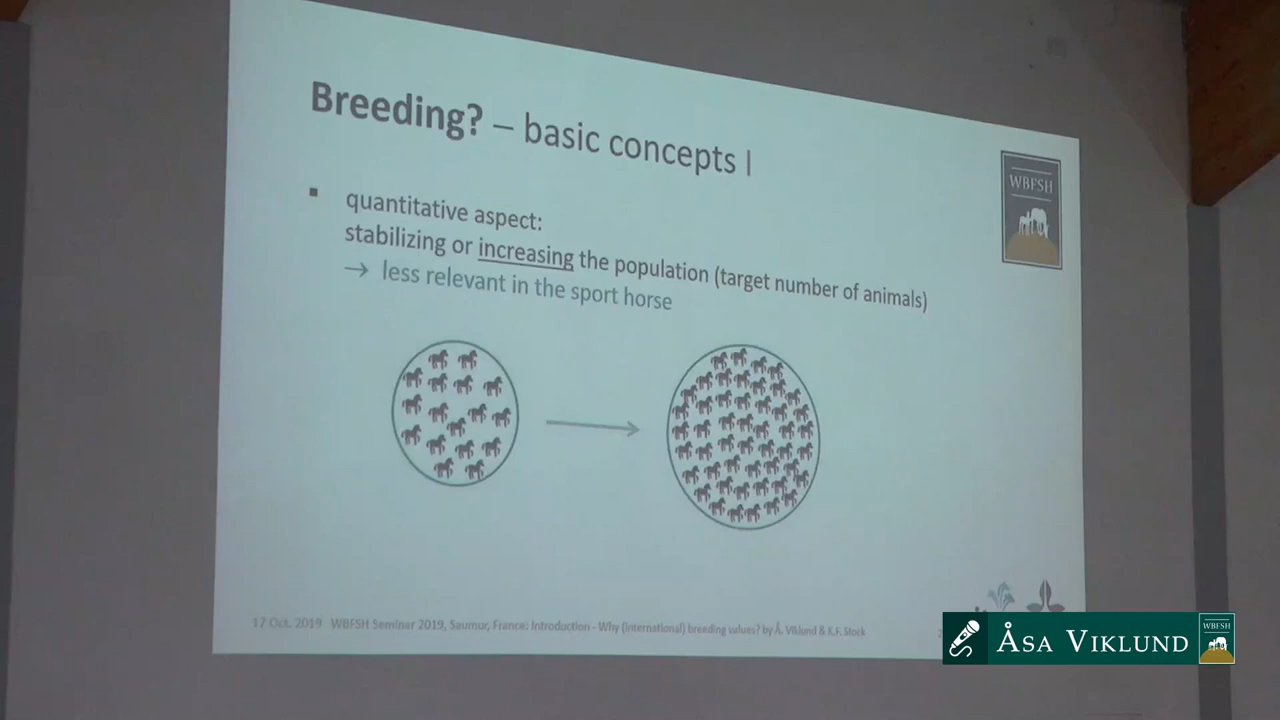 Breeding? – basic concepts I
WBFSH
▪ quantitative aspect:
stabilizing or increasing the population (target number of animals)
→ less relevant in the sport horse
17 Oct. 2019 WBFSH Seminar 2019, Saumur, France: Introduction - Why (international) breeding values? by Å. Viklund & K.F. Stock
ÅSA VIKLUND
WBFSH